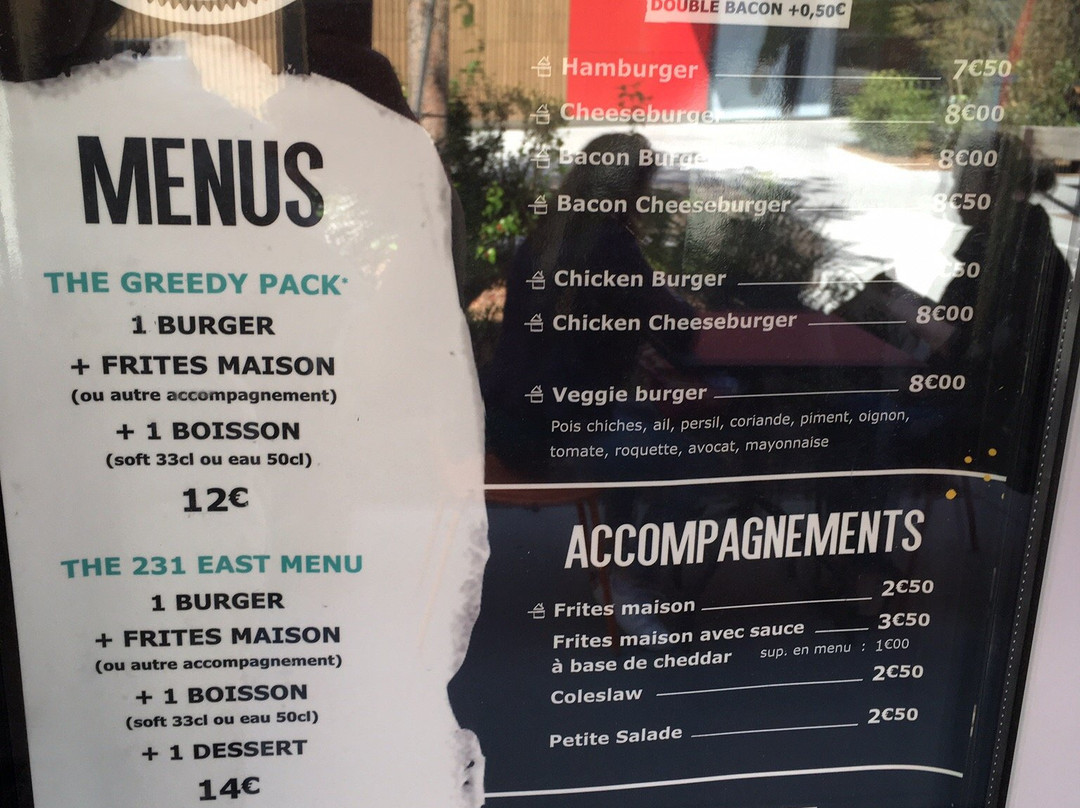 MENUS
THE GREEDY PACK*
1 BURGER
+ FRITES MAISON
(ou autre accompagnement)
+ 1 BOISSON
(soft 33cl ou eau 50cl)
12€
THE 231 EAST MENU
1 BURGER
+ FRITES MAISON
(ou autre accompagnement)
+ 1 BOISSON
(soft 33cl ou eau 50cl)
+ 1 DESSERT
14€
DOUBLE BACON +0,50€
Hamburger 7€50
Cheeseburger 8€00
Bacon Burger 8€00
Bacon Cheeseburger 8€50
Chicken Burger
Chicken Cheeseburger 8€00
Veggie burger 8€00
Pois chiches, ail, persil, coriande, piment, oignon,
tomate, roquette, avocat, mayonnaise
ACCOMPAGNEMENTS
Frites maison 2€50
Frites maison avec sauce 3€50
à base de cheddar sup. en menu : 1€00
Coleslaw 2€50
Petite Salade 2€50